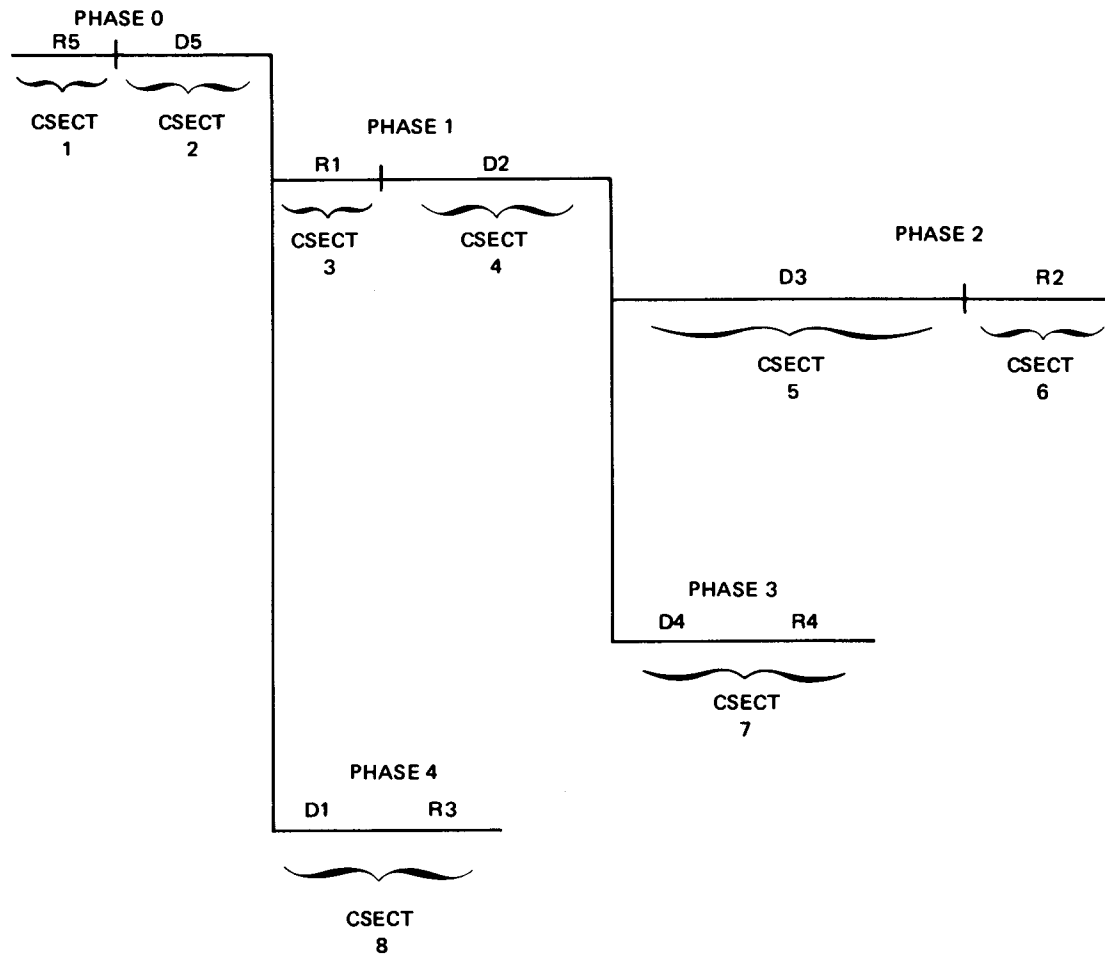 PHASE 0
R5 D5
CSECT
1
CSECT
2
PHASE 1
R1 D2
CSECT
3
CSECT
4
PHASE 2
D3 R2
CSECT
5
CSECT
6
PHASE 3
D4 R4
CSECT
7
PHASE 4
D1 R3
CSECT
8